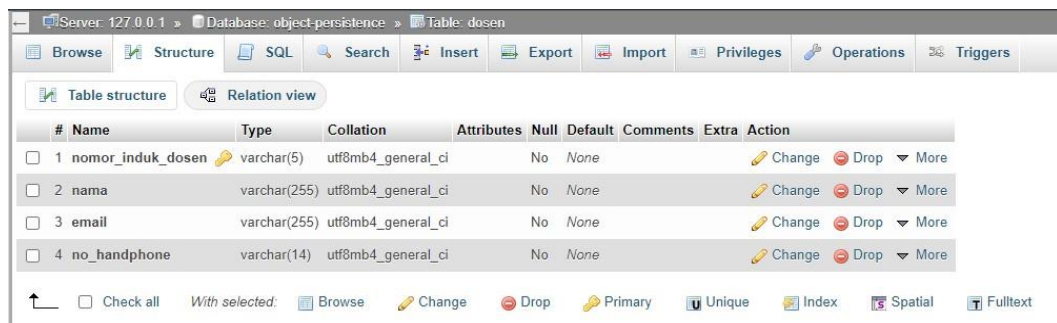 Server: 127.0.0.1 » Database: object-persistence » Table: dosen
Browse Structure SQL Search Insert Export Import Privileges Operations Triggers
Table structure Relation view
# Name Type Collation Attributes Null Default Comments Extra Action
1 nomor_induk_dosen varchar(5) utf8mb4_general_ci No None Change Drop More
2 nama varchar(255) utf8mb4_general_ci No None Change Drop More
3 email varchar(255) utf8mb4_general_ci No None Change Drop More
4 no_handphone varchar(14) utf8mb4_general_ci No None Change Drop More
Check all With selected: Browse Change Drop Primary Unique Index Spatial Fulltext